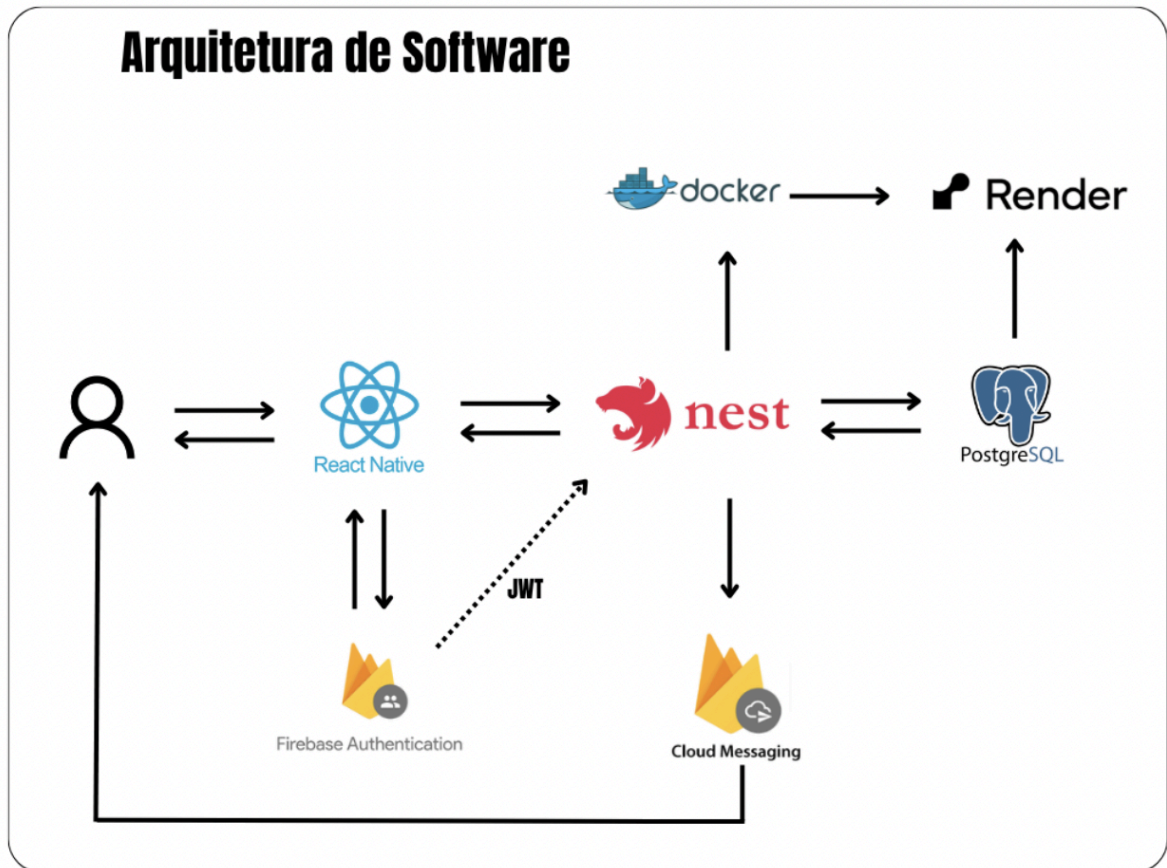 Arquitetura de Software
docker
Render
React Native
nest
PostgreSQL
JWT
Firebase Authentication
Cloud Messaging